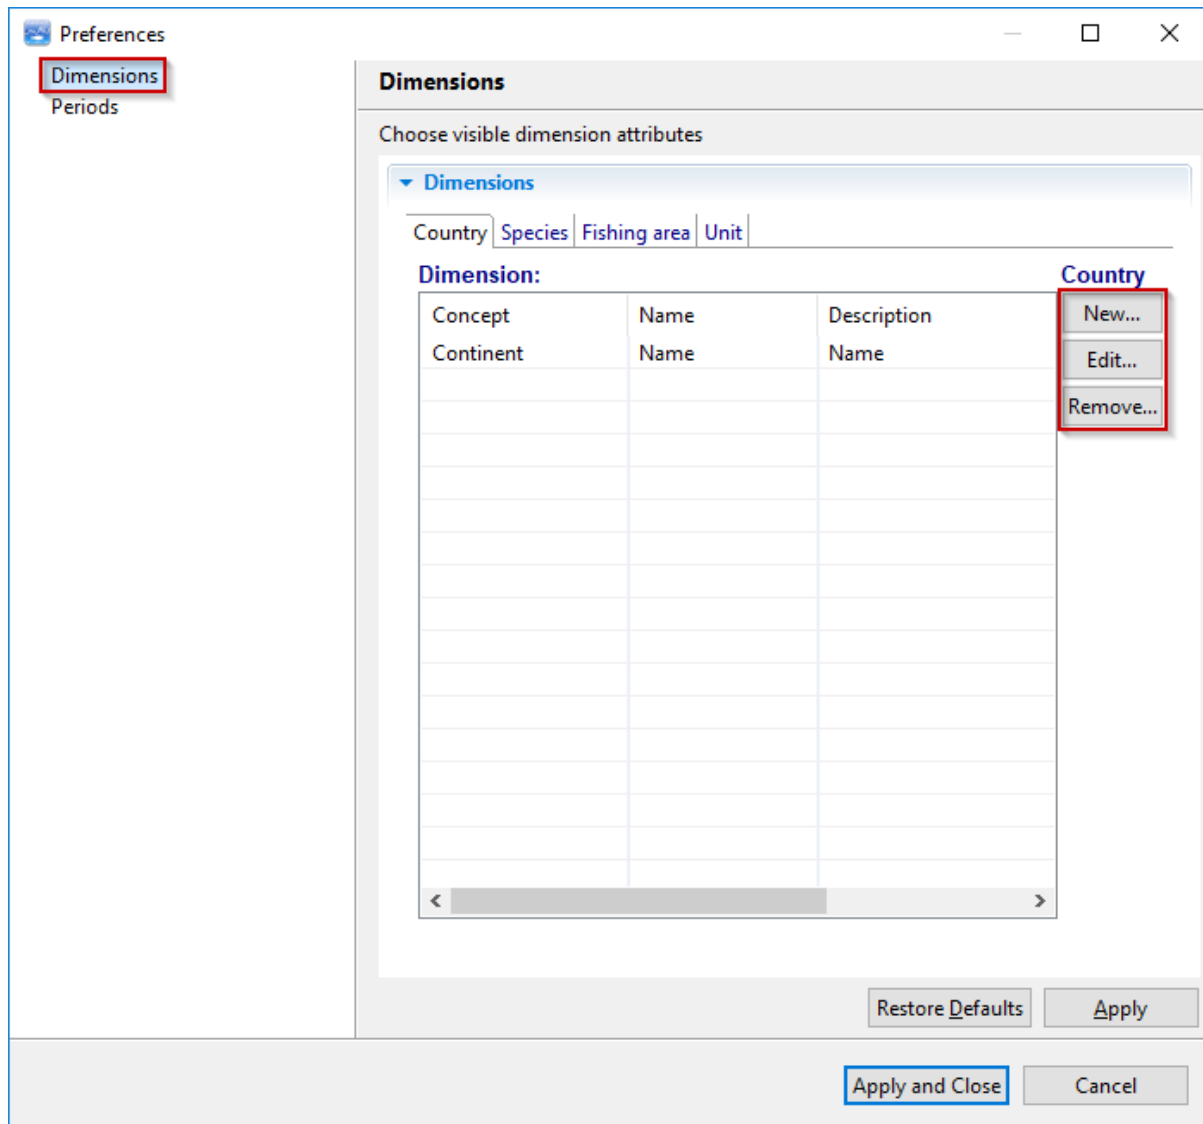 Preferences
Dimensions
Periods
Dimensions
Choose visible dimension attributes
Dimensions
Country Species Fishing area Unit
Dimension: Country
Concept Name Description
Continent Name Name
New...
Edit...
Remove...
Restore Defaults Apply
Apply and Close Cancel